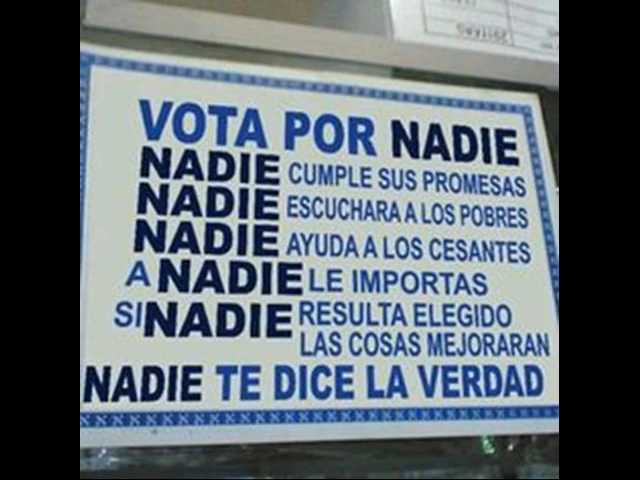 VOTA POR NADIE
NADIE CUMPLE SUS PROMESAS
NADIE ESCUCHARA A LOS POBRES
NADIE AYUDA A LOS CESANTES
A NADIE LE IMPORTAS
SI NADIE RESULTA ELEGIDO
LAS COSAS MEJORARAN
NADIE TE DICE LA VERDAD